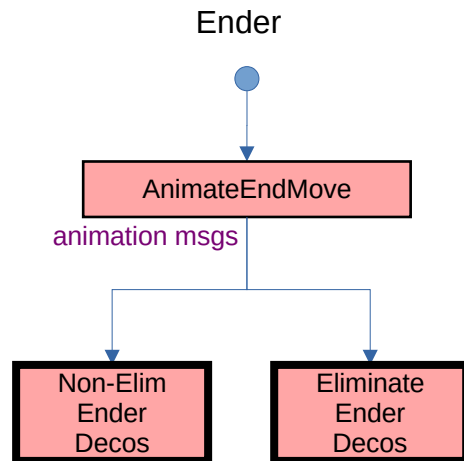 Ender
AnimateEndMove
animation msgs
Non-Elim
Ender
Decos
Eliminate
Ender
Decos